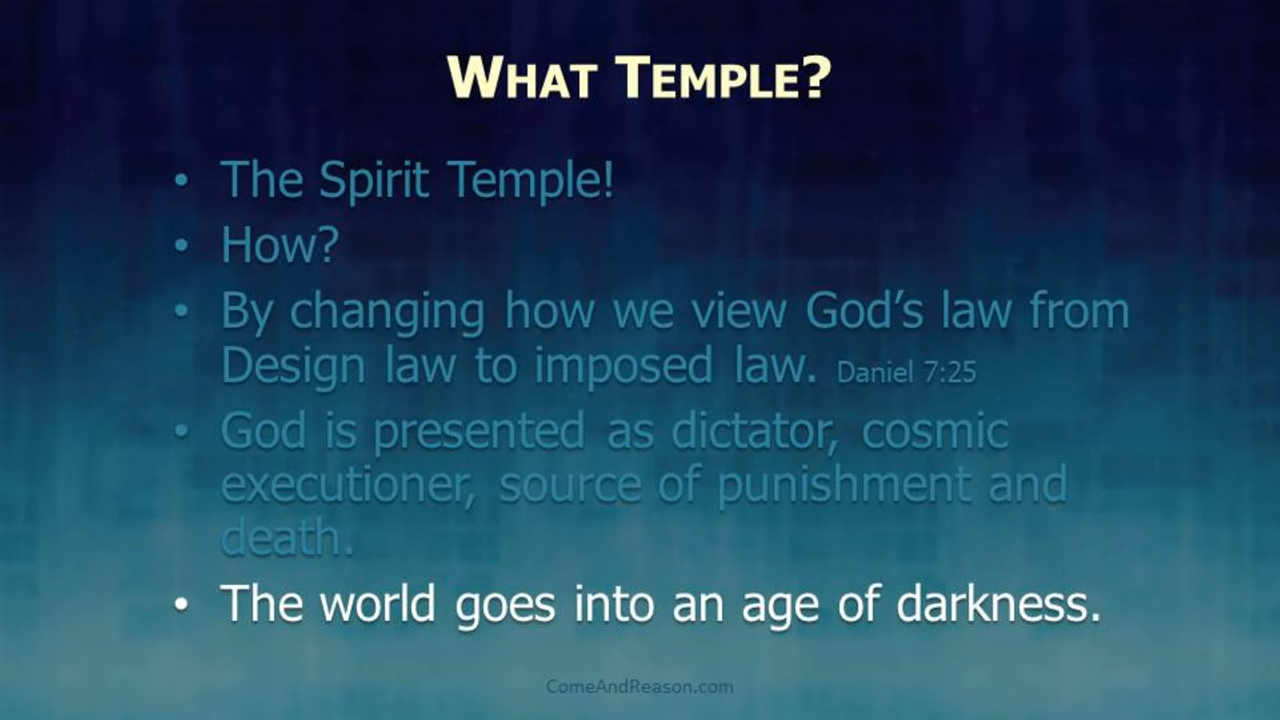 WHAT TEMPLE?
• The Spirit Temple!
• How?
• By changing how we view God’s law from
Design law to imposed law. Daniel 7:25
• God is presented as dictator, cosmic
executioner, source of punishment and
death.
• The world goes into an age of darkness.
ComeAndReason.com